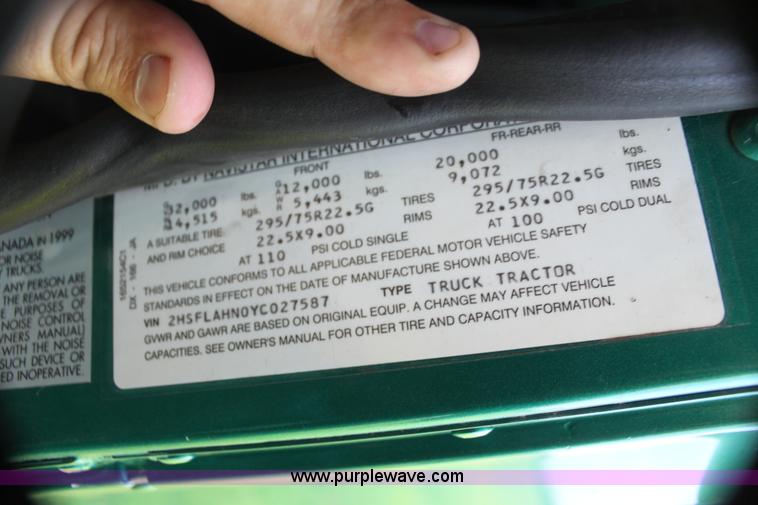 NAVISTAR INTERNATIONAL
FRONT
FR-REAR-RR
32,000 lbs. GAWR 12,000 lbs. 20,000 lbs.
14,515 kgs. 5,443 kgs. 9,072 kgs.
A SUITABLE TIRE 295/75R22.5G TIRES 295/75R22.5G TIRES
AND RIM CHOICE 22.5X9.00 RIMS 22.5X9.00 RIMS
AT 110 PSI COLD SINGLE AT 100 PSI COLD DUAL
THIS VEHICLE CONFORMS TO ALL APPLICABLE FEDERAL MOTOR VEHICLE SAFETY
STANDARDS IN EFFECT ON THE DATE OF MANUFACTURE SHOWN ABOVE.
VIN 2HSFLAHN0YC027587 TYPE TRUCK TRACTOR
GVWR AND GAWR ARE BASED ON ORIGINAL EQUIP. A CHANGE MAY AFFECT VEHICLE
CAPACITIES. SEE OWNER'S MANUAL FOR OTHER TIRE AND CAPACITY INFORMATION.
1652154C1
DX - 166 - JA
IN 1999
OR NOISE
TRUCKS.
ANY PERSON ARE
THE REMOVAL OR
PURPOSES OF
NOISE CONTROL
MANUAL)
WITH THE NOISE
SUCH DEVICE OR
INOPERATIVE.
www.purplewave.com